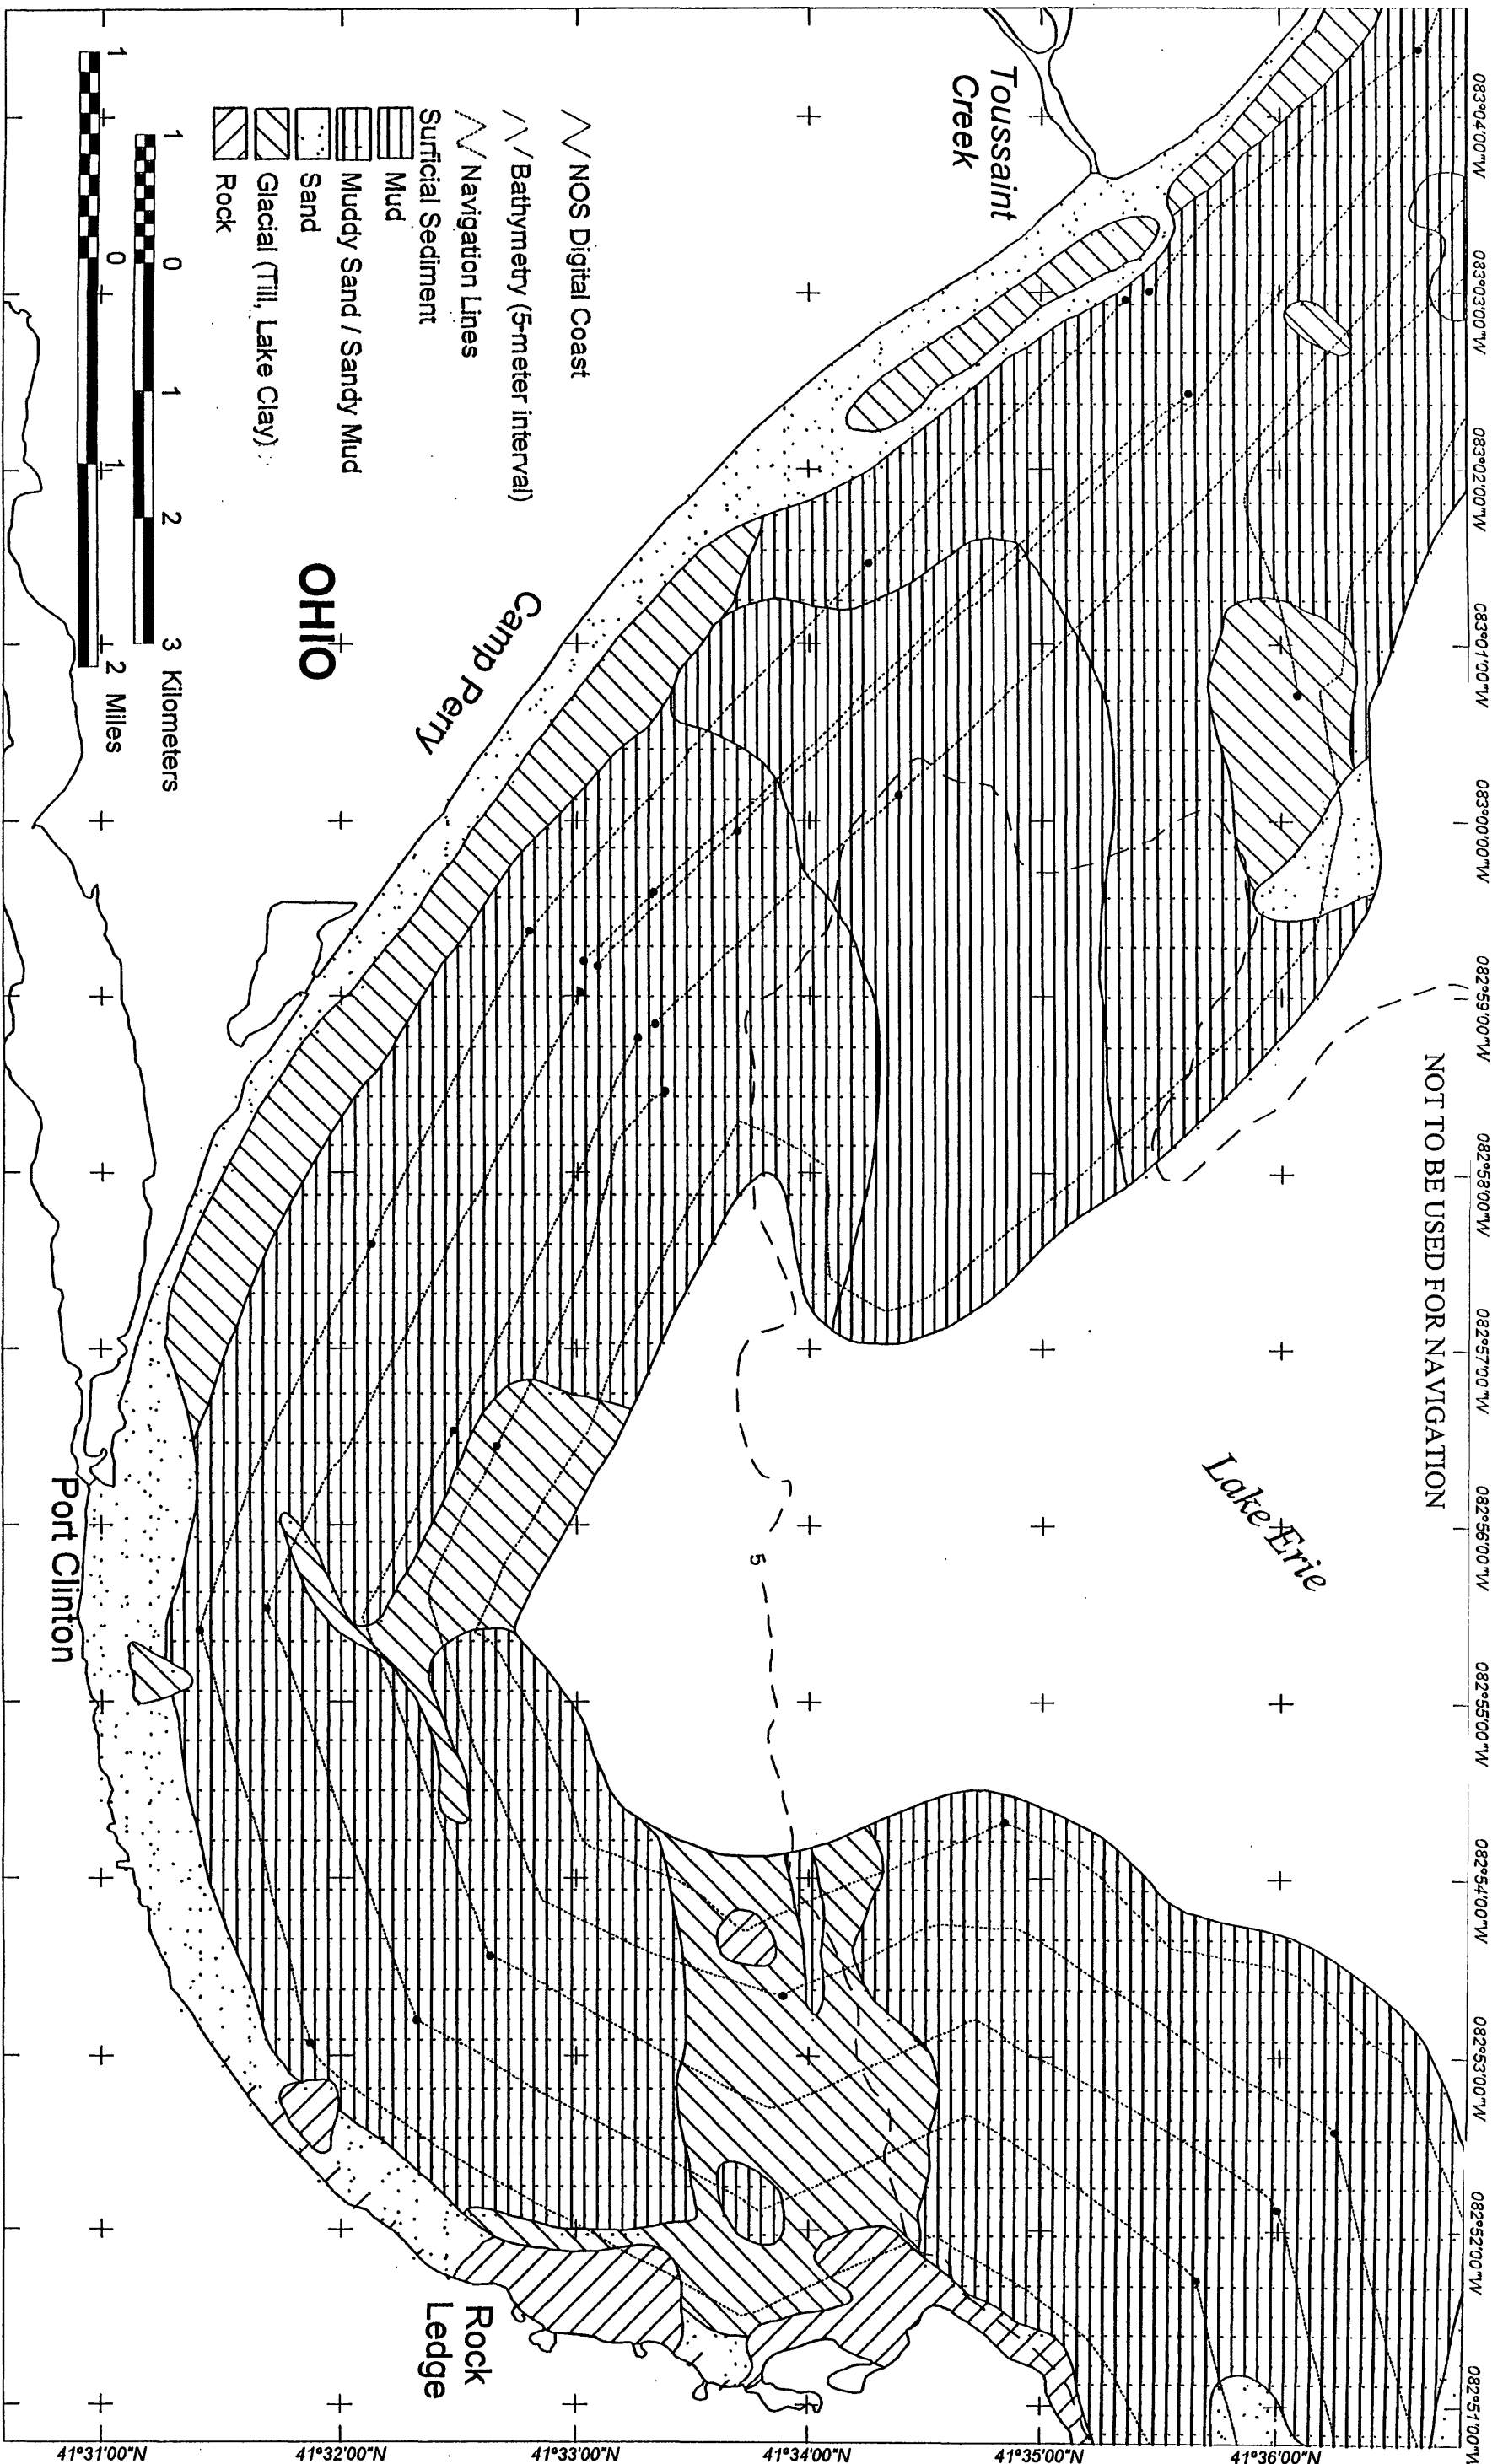 083°04'00"W
083°03'00"W
083°02'00"W
083°01'00"W
083°00'00"W
082°59'00"W
082°58'00"W
082°57'00"W
082°56'00"W
082°55'00"W
082°54'00"W
082°53'00"W
082°52'00"W
082°51'00"W
NOT TO BE USED FOR NAVIGATION
Lake Erie
Toussaint
Creek
5
NOS Digital Coast
Bathymetry (5-meter interval)
Navigation Lines
Surficial Sediment
Mud
Muddy Sand / Sandy Mud
Sand
Glacial (Till, Lake Clay)
Rock
Camp Perry
OHIO
1 0 1 2 3 Kilometers
1 0 1 2 Miles
Port Clinton
Rock
Ledge
41°36'00"N
41°35'00"N
41°34'00"N
41°33'00"N
41°32'00"N
41°31'00"N